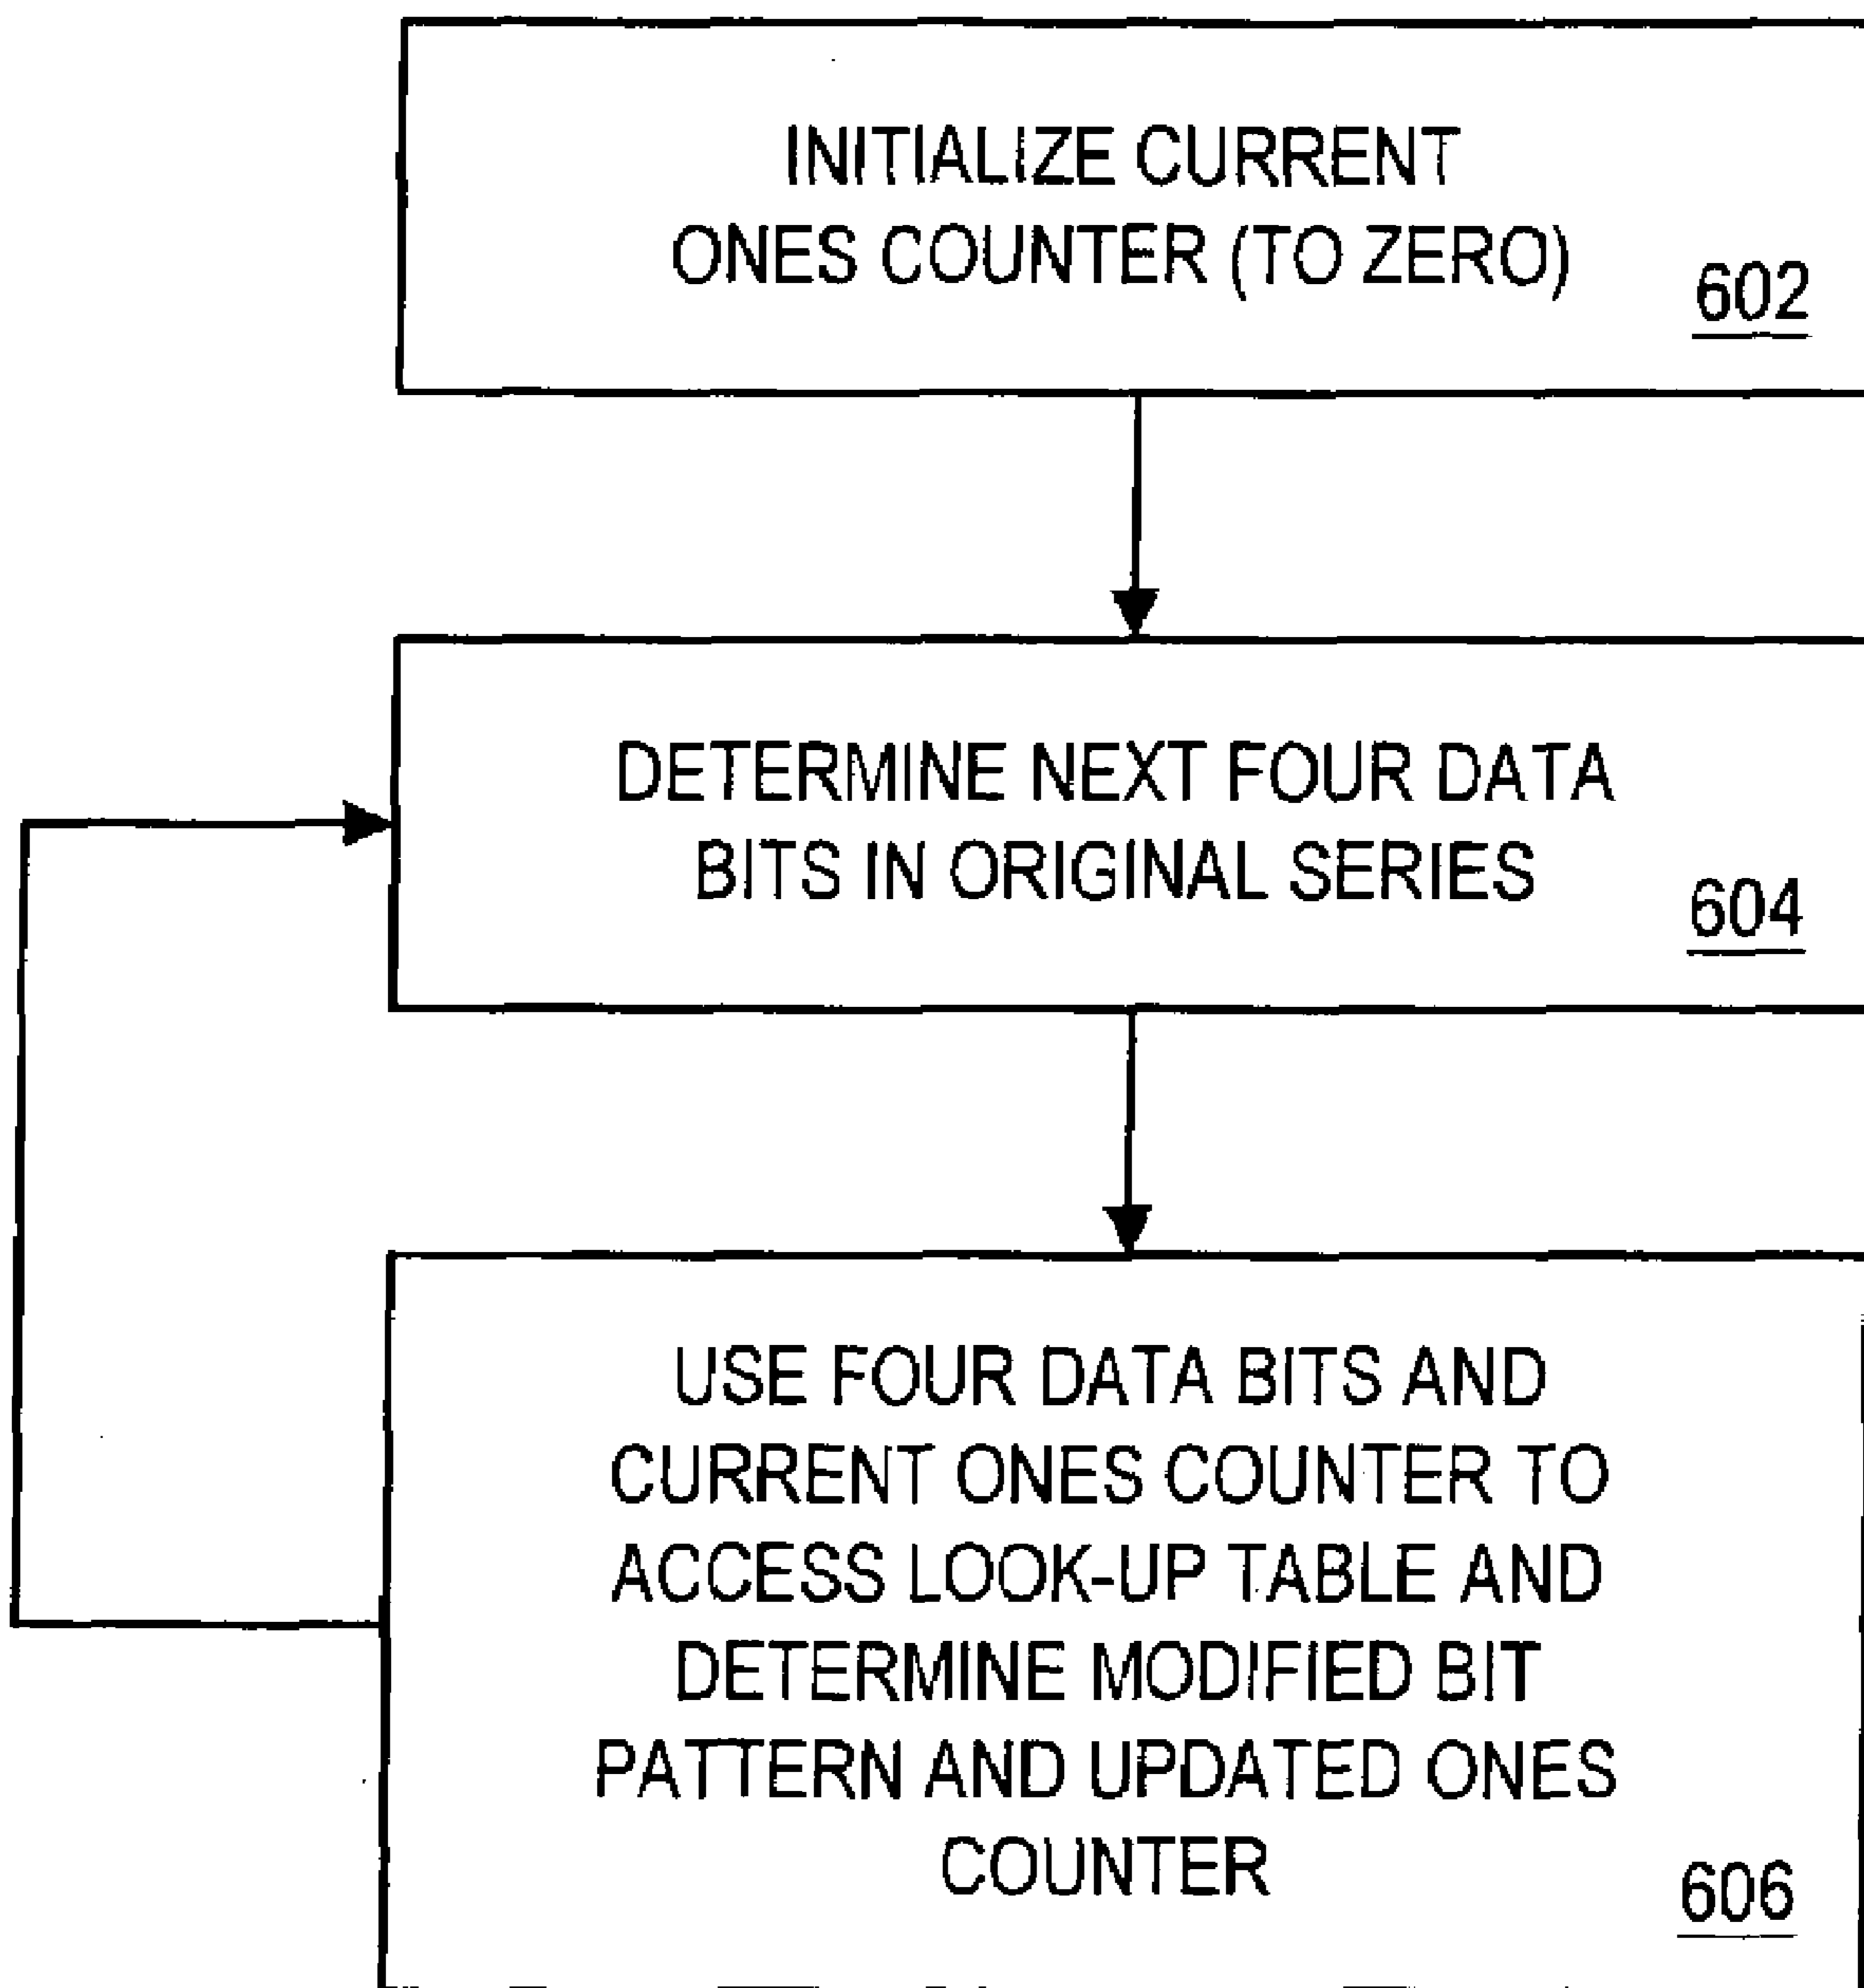 INITIALIZE CURRENT
ONES COUNTER (TO ZERO)
602
DETERMINE NEXT FOUR DATA
BITS IN ORIGINAL SERIES
604
USE FOUR DATA BITS AND
CURRENT ONES COUNTER TO
ACCESS LOOK-UP TABLE AND
DETERMINE MODIFIED BIT
PATTERN AND UPDATED ONES
COUNTER
606